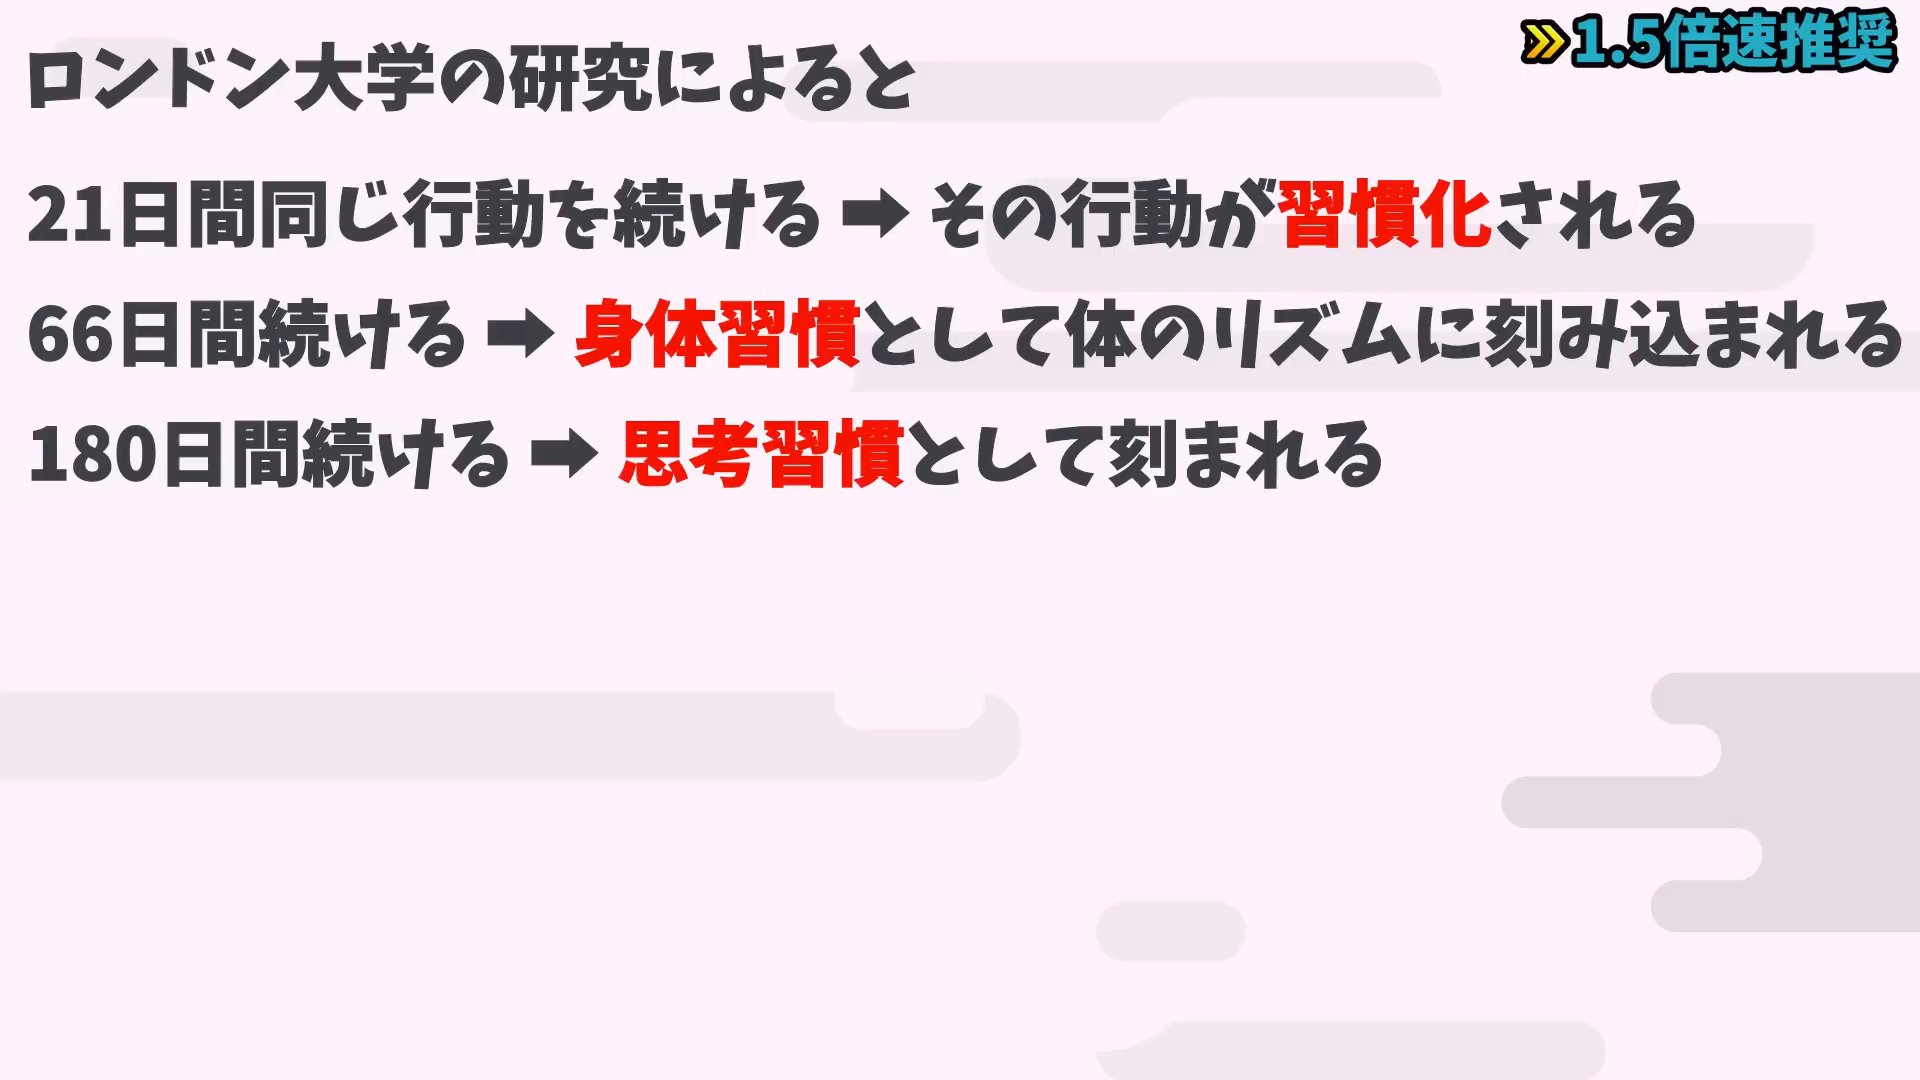 1.5倍速推奨
ロンドン大学の研究によると
21日間同じ行動を続ける ➡ その行動が習慣化される
66日間続ける ➡ 身体習慣として体のリズムに刻み込まれる
180日間続ける ➡ 思考習慣として刻まれる